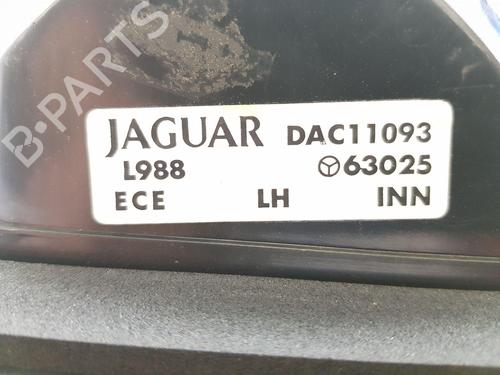 B-PARTS
JAGUAR DAC11093
L988 63025
ECE LH INN